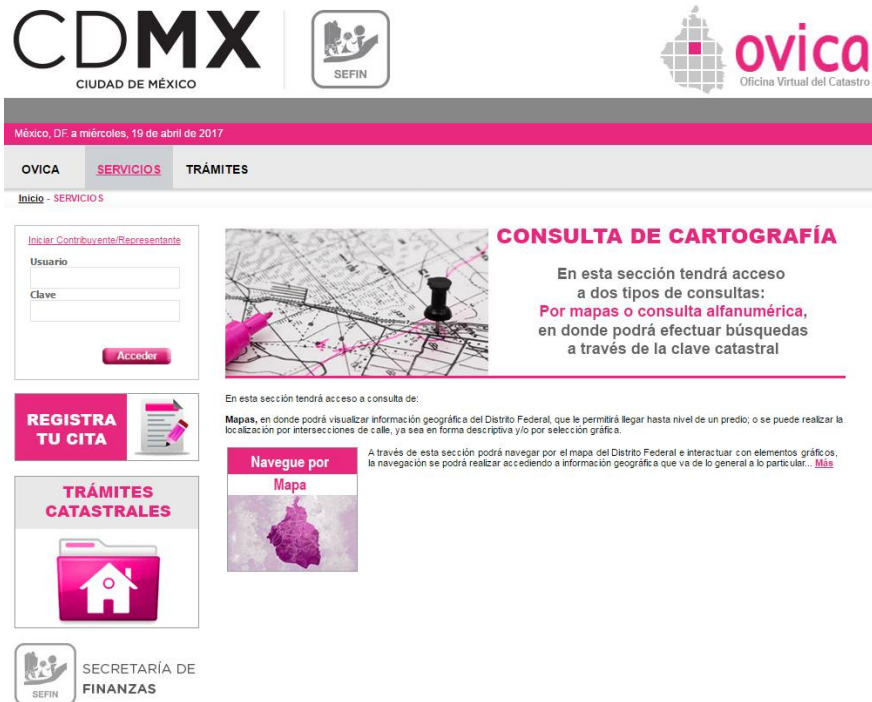 CDMX
CIUDAD DE MÉXICO
SEFIN
ovica
Oficina Virtual del Catastro
México, DF. a miércoles, 19 de abril de 2017
OVICA SERVICIOS TRÁMITES
Inicio - SERVICIOS
Iniciar Contribuyente/Representante
Usuario
Clave
Acceder
REGISTRA
TU CITA
TRÁMITES
CATASTRALES
SEFIN
SECRETARÍA DE
FINANZAS
CONSULTA DE CARTOGRAFÍA
En esta sección tendrá acceso
a dos tipos de consultas:
Por mapas o consulta alfanumérica,
en donde podrá efectuar búsquedas
a través de la clave catastral
En esta sección tendrá acceso a consulta de:
Mapas, en donde podrá visualizar información geográfica del Distrito Federal, que le permitirá llegar hasta nivel de un predio; o se puede realizar la
localización por intersecciones de calle, ya sea en forma descriptiva y/o por selección gráfica.
Navegue por
Mapa
A través de esta sección podrá navegar por el mapa del Distrito Federal e interactuar con elementos gráficos,
la navegación se podrá realizar accediendo a información geográfica que va de lo general a lo particular... Más